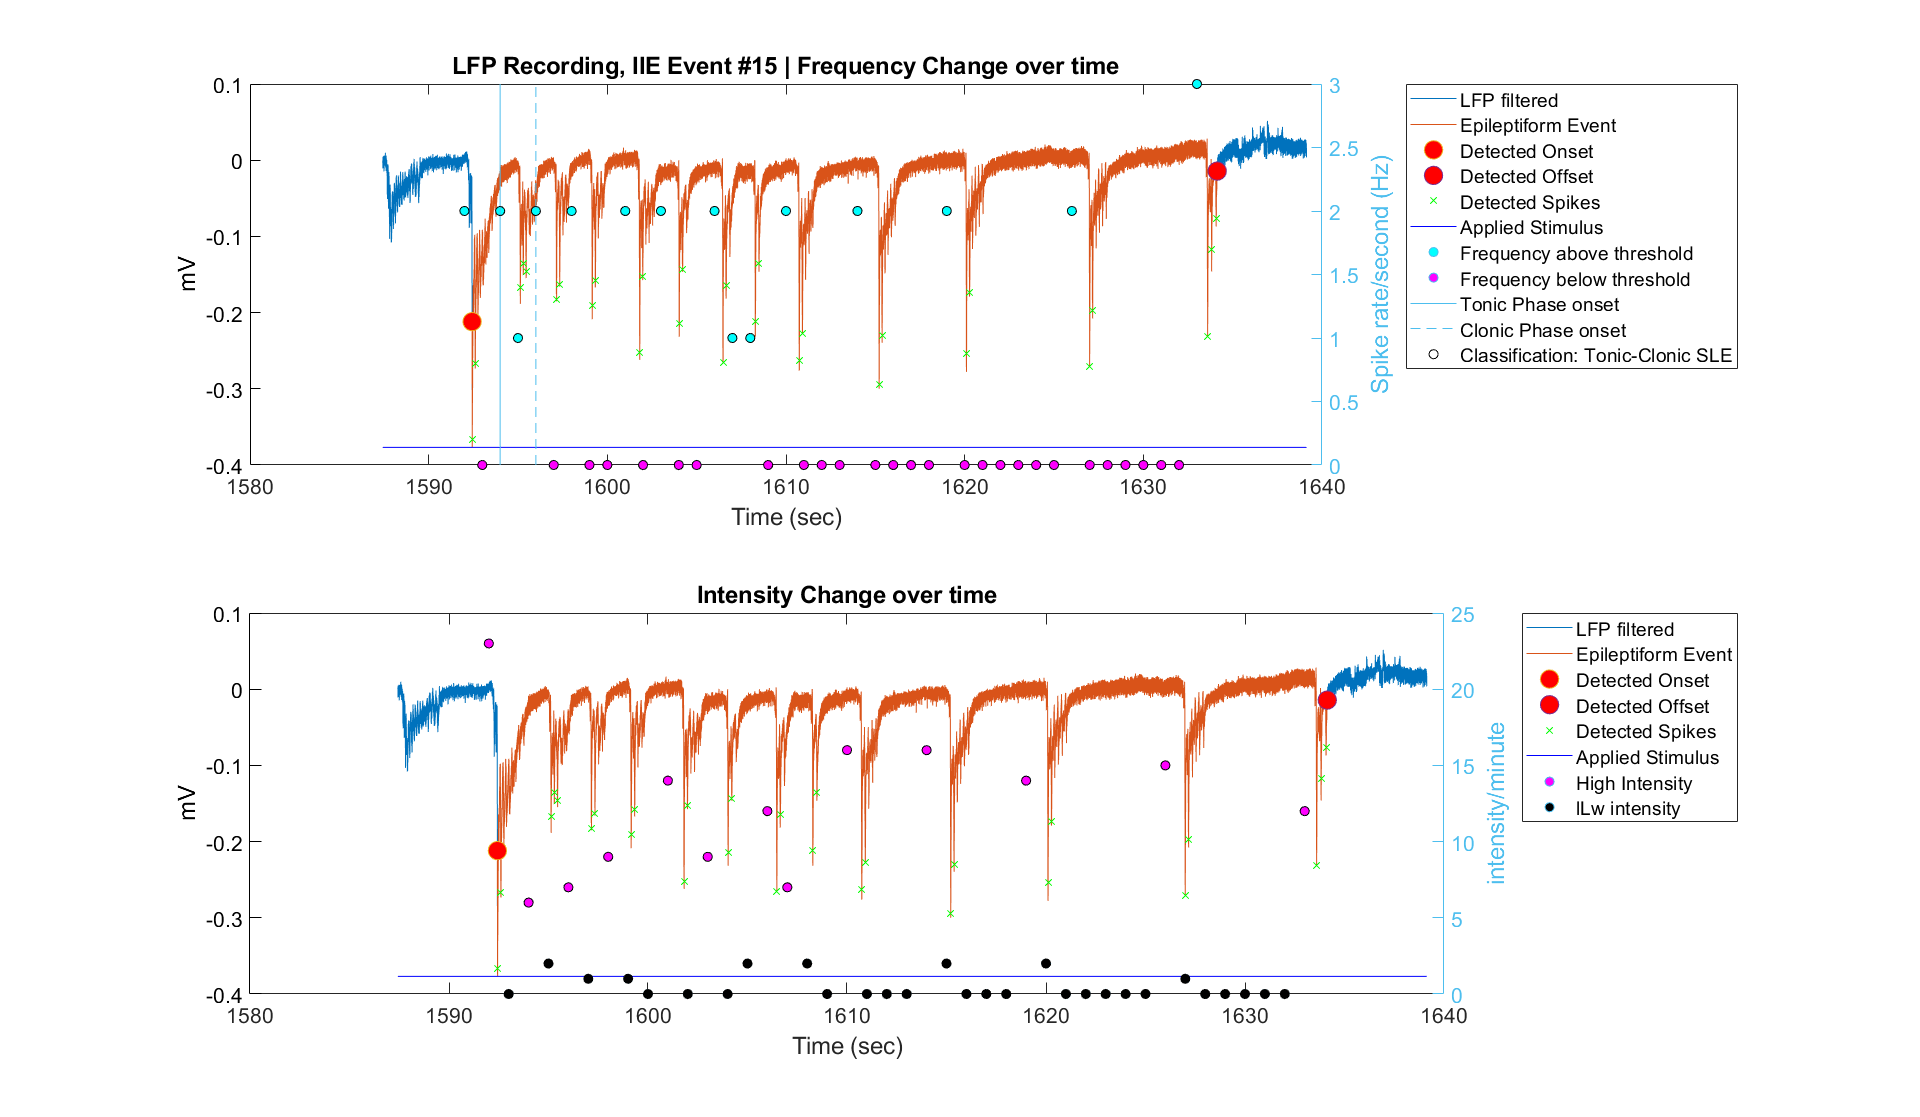 LFP Recording, IIE Event #15 | Frequency Change over time
0.1
0
-0.1
-0.2
-0.3
-0.4
mV
1580
1590
1600
1610
1620
1630
1640
Time (sec)
3
2.5
2
1.5
1
0.5
0
Spike rate/second (Hz)
LFP filtered
Epileptiform Event
Detected Onset
Detected Offset
Detected Spikes
Applied Stimulus
Frequency above threshold
Frequency below threshold
Tonic Phase onset
Clonic Phase onset
Classification: Tonic-Clonic SLE
Intensity Change over time
0.1
0
-0.1
-0.2
-0.3
-0.4
mV
1580
1590
1600
1610
1620
1630
1640
Time (sec)
25
20
15
10
5
0
intensity/minute
LFP filtered
Epileptiform Event
Detected Onset
Detected Offset
Detected Spikes
Applied Stimulus
High Intensity
lLw intensity